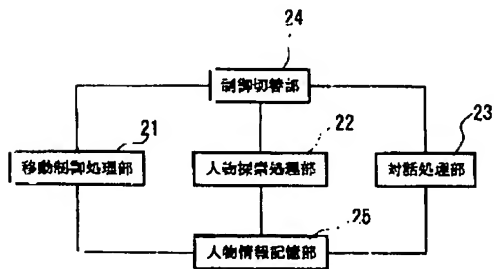 24
制御切替部
21
22
23
移動制御処理部
人物探索処理部
対話処理部
25
人物情報記憶部